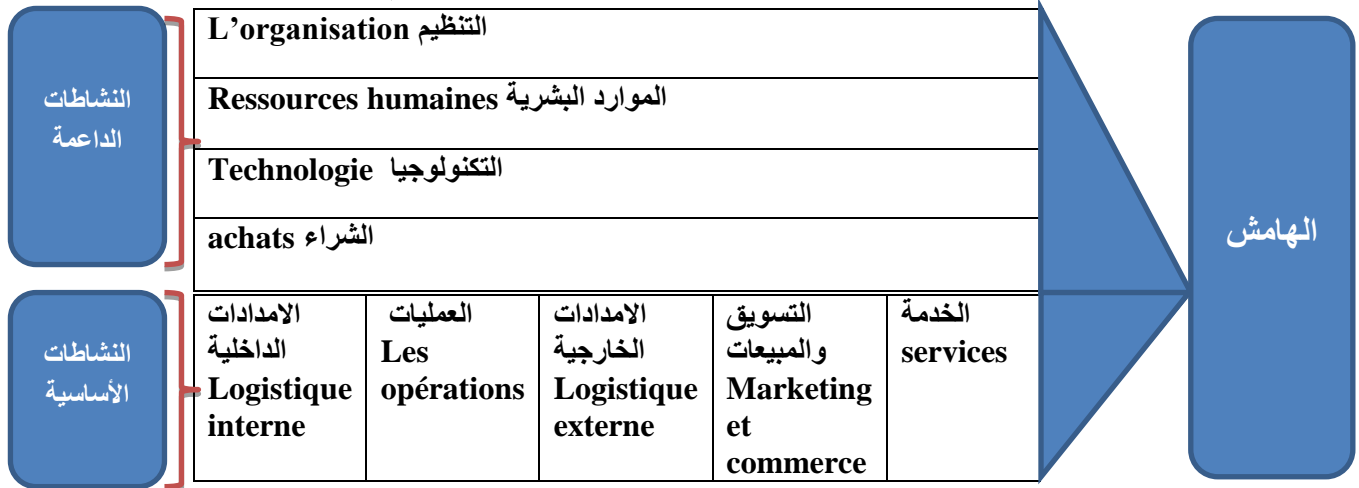 النشاطات
الداعمة
L’organisation التنظيم
Ressources humaines الموارد البشرية
Technologie التكنولوجيا
achats الشراء
الهامش
النشاطات
الأساسية
الامدادات
الداخلية
Logistique
interne
العمليات
Les
opérations
الامدادات
الخارجية
Logistique
externe
التسويق
والمبيعات
Marketing
et
commerce
الخدمة
services